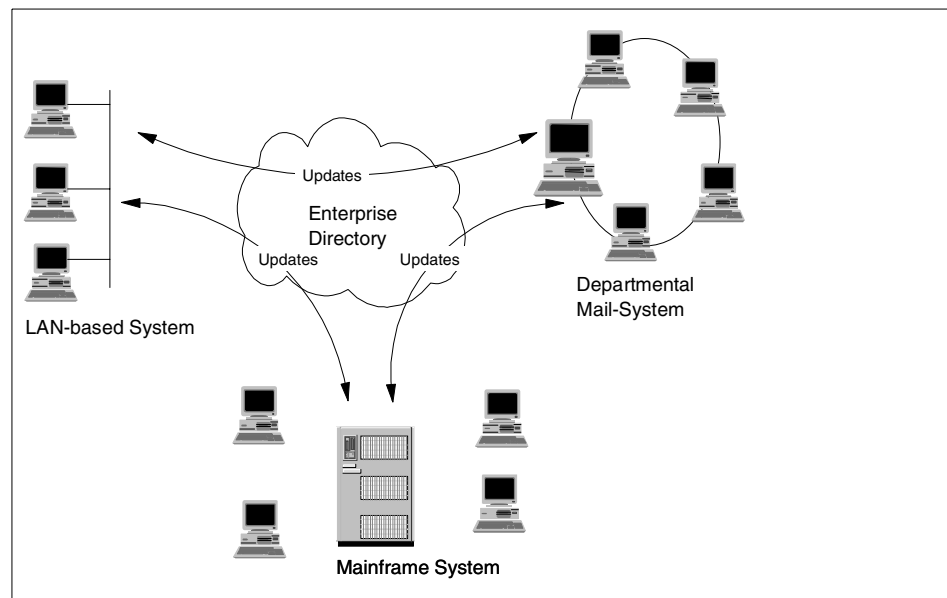 Updates
Enterprise
Directory
Updates
Updates
LAN-based System
Departmental
Mail-System
Mainframe System